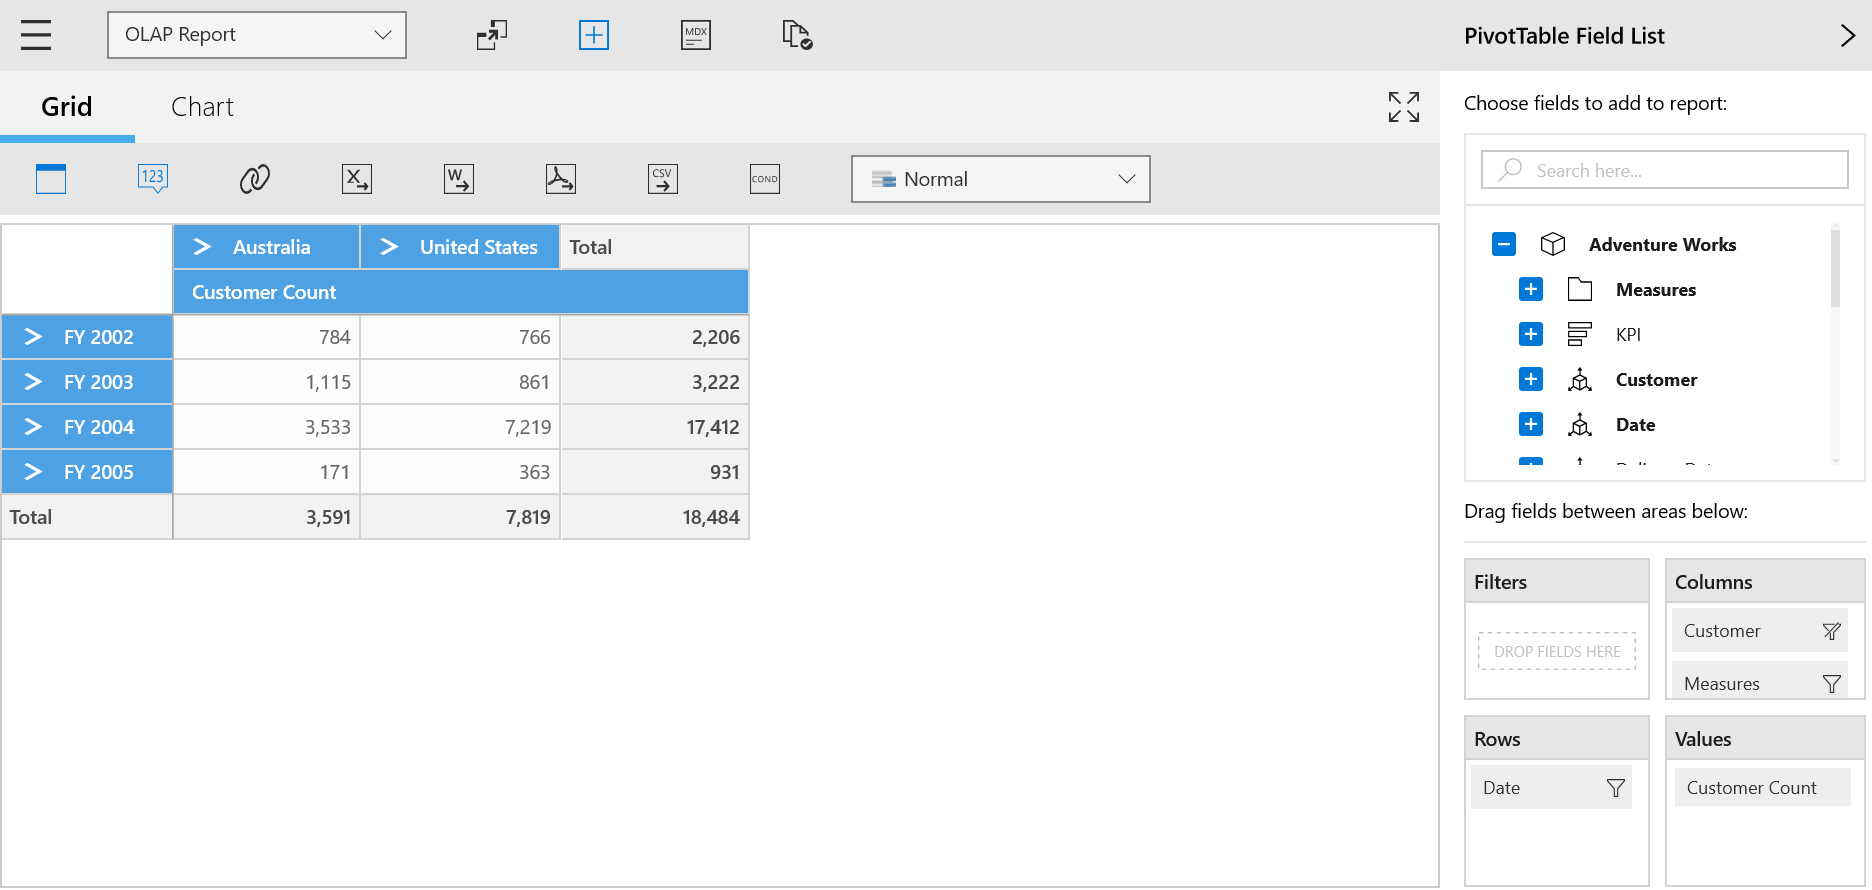 OLAP Report
MDX
PivotTable Field List
Grid
Chart
Choose fields to add to report:
123
X
W
CSV
COND
Normal
Search here...
Australia
United States
Total
Customer Count
FY 2002
784
766
2,206
FY 2003
1,115
861
3,222
FY 2004
3,533
7,219
17,412
FY 2005
171
363
931
Total
3,591
7,819
18,484
Adventure Works
Measures
KPI
Customer
Date
Drag fields between areas below:
Filters
DROP FIELDS HERE
Columns
Customer
Measures
Rows
Date
Values
Customer Count